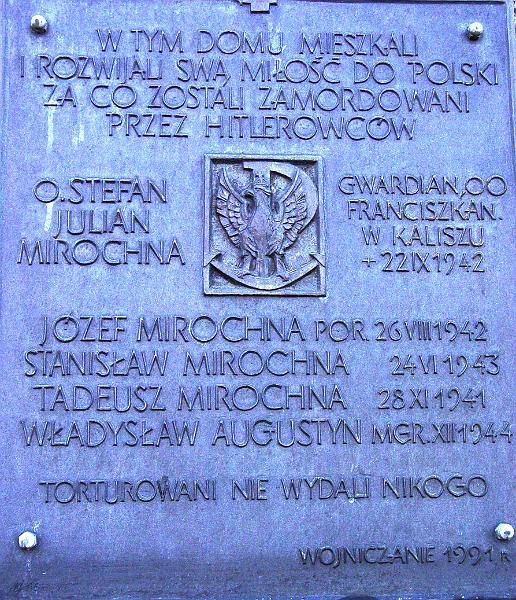 W TYM DOMU MIESZKALI
I ROZWIJALI SWĄ MIŁOŚĆ DO POLSKI
ZA CO ZOSTALI ZAMORDOWANI
PRZEZ HITLEROWCÓW
O. STEFAN
JULIAN
MIROCHNA
GWARDIAN, OO
FRANCISZKAN.
W KALISZU
+ 22 IX 1942
JÓZEF MIROCHNA POR. 26 VIII 1942
STANISŁAW MIROCHNA 24 VI 1943
TADEUSZ MIROCHNA 28 XI 1941
WŁADYSŁAW AUGUSTYN MGR. XII 1944
TORTUROWANI NIE WYDALI NIKOGO
WOJNICZANIE 1991 R